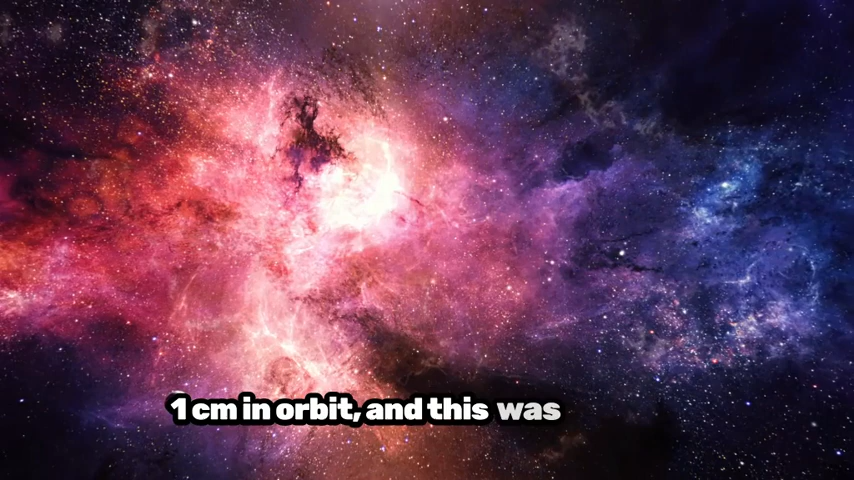 1 cm in orbit, and this was